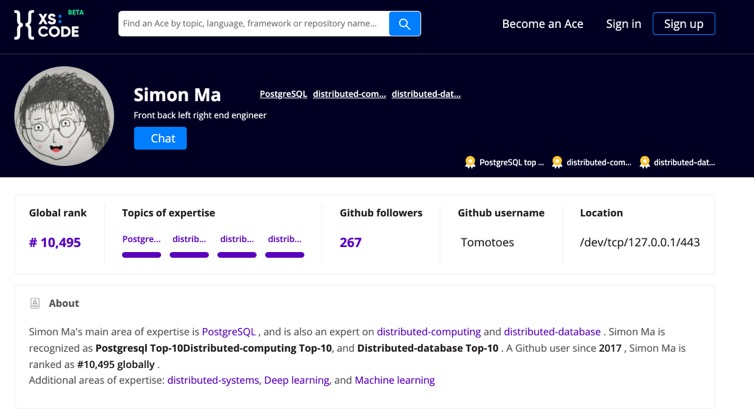 XS:
CODE
BETA
Find an Ace by topic, language, framework or repository name...
Become an Ace
Sign in
Sign up
Simon Ma
PostgreSQL distributed-com... distributed-dat...
Front back left right end engineer
Chat
PostgreSQL top ... distributed-com... distributed-dat...
Global rank
# 10,495
Topics of expertise
Postgre... distrib... distrib... distrib...
Github followers
267
Github username
Tomotoes
Location
/dev/tcp/127.0.0.1/443
About
Simon Ma's main area of expertise is PostgreSQL , and is also an expert on distributed-computing and distributed-database . Simon Ma is
recognized as Postgresql Top-10Distributed-computing Top-10, and Distributed-database Top-10 . A Github user since 2017 , Simon Ma is
ranked as #10,495 globally .
Additional areas of expertise: distributed-systems, Deep learning, and Machine learning